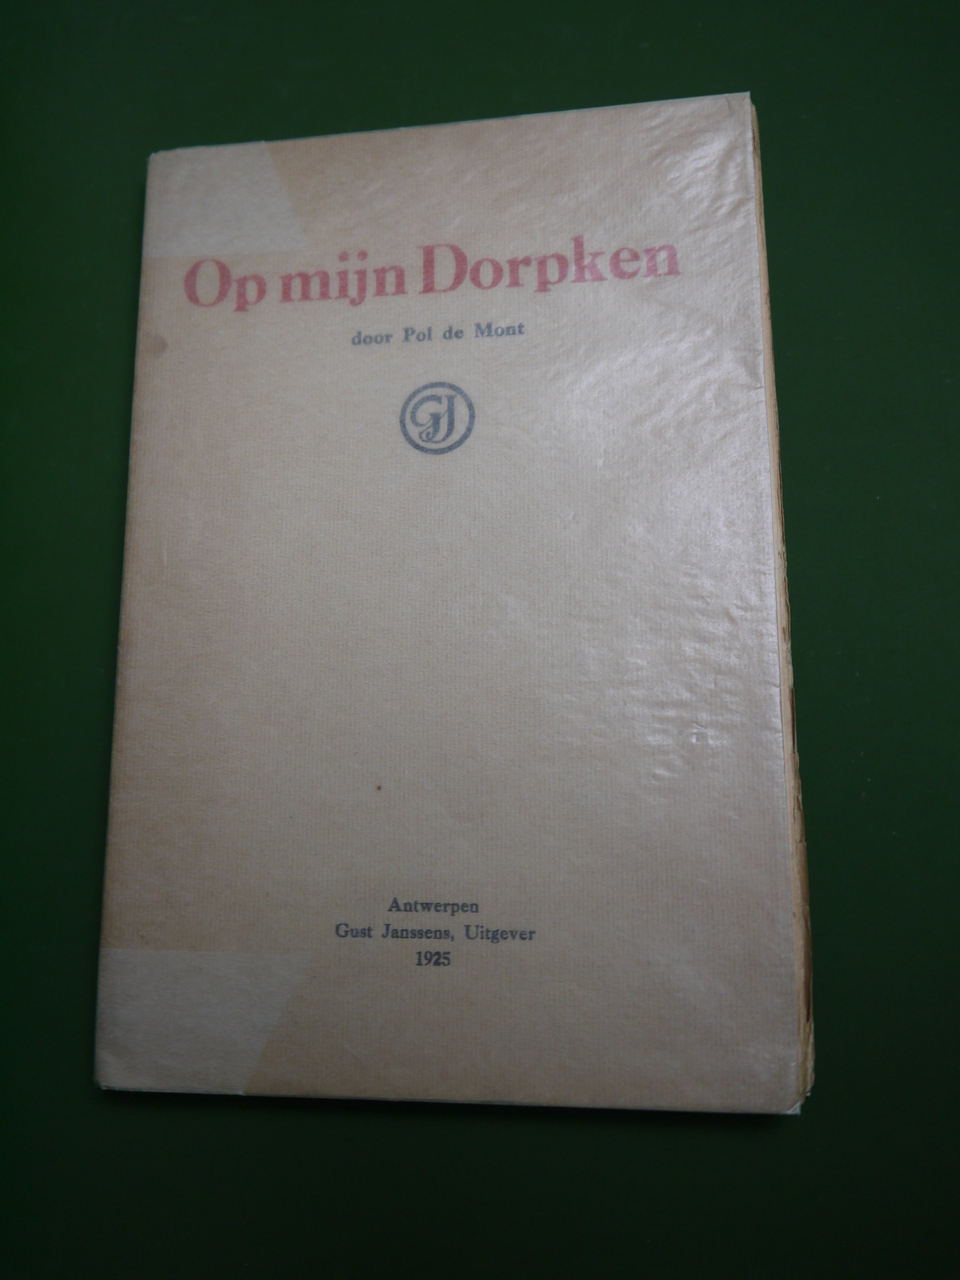 Op mijn Dorpken
door Pol de Mont
GJ
Antwerpen
Gust Janssens, Uitgever
1925